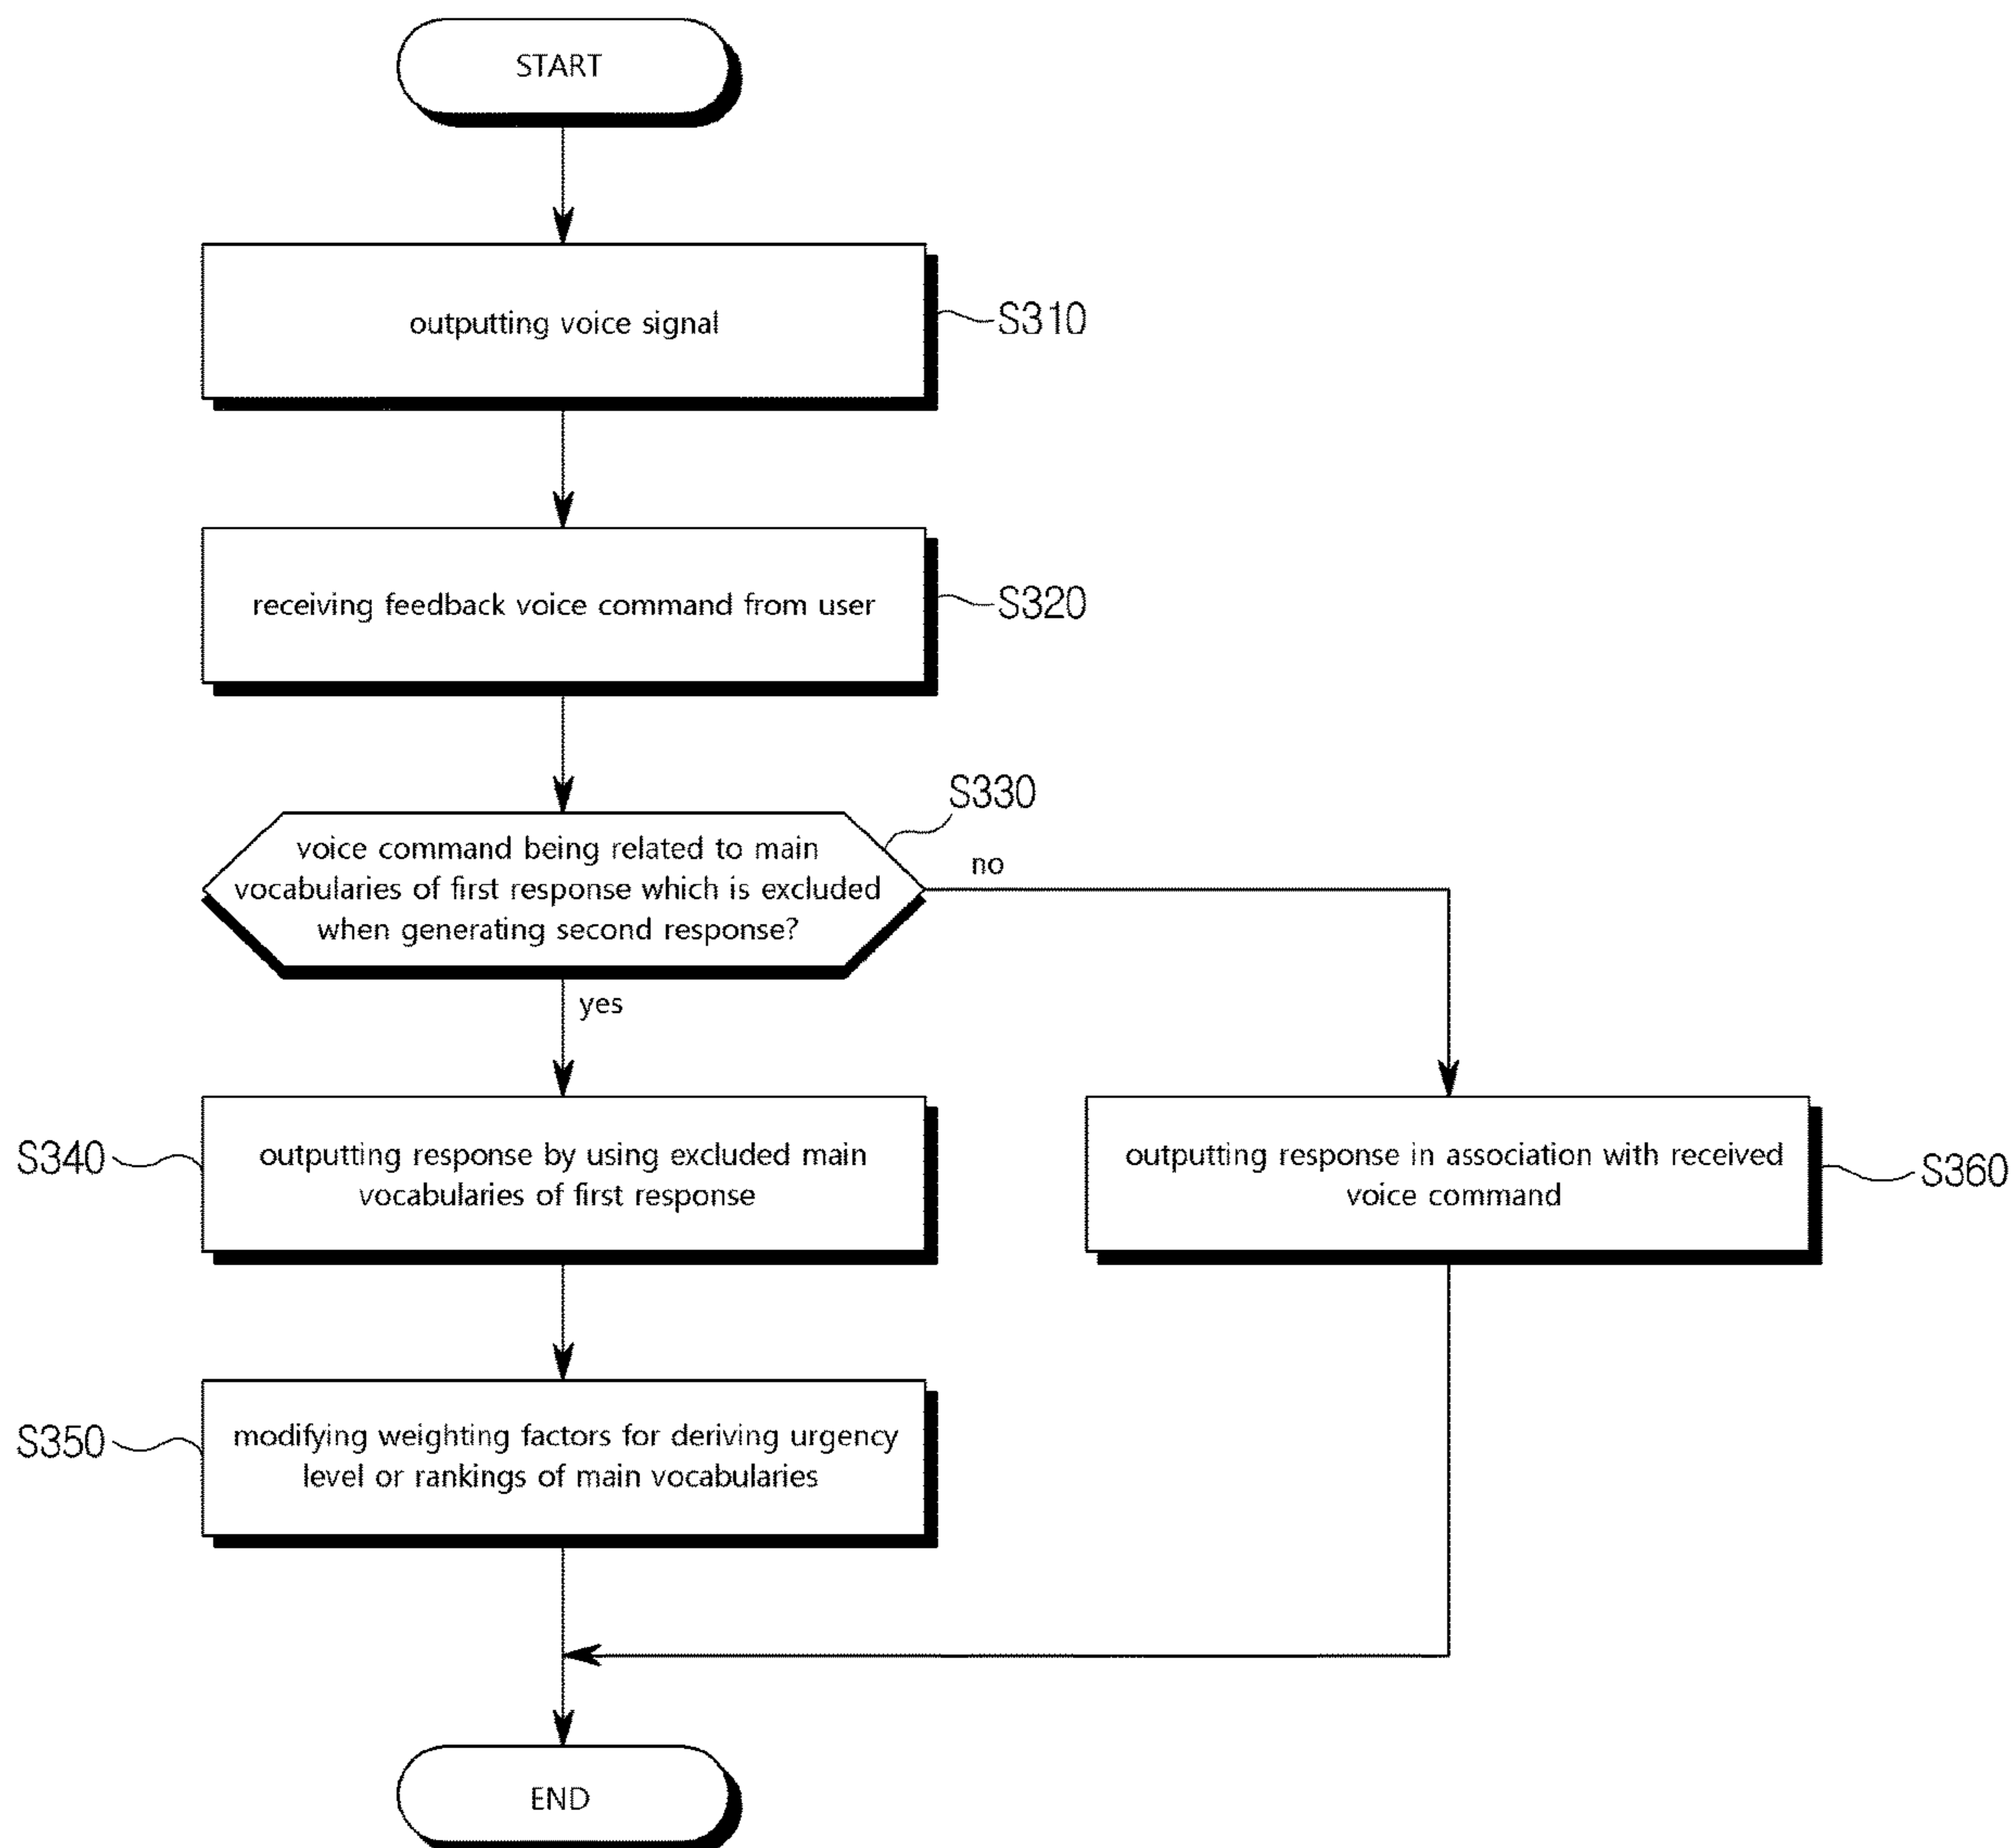 START
outputting voice signal
S310
receiving feedback voice command from user
S320
S330
voice command being related to main
vocabularies of first response which is excluded
when generating second response?
no
yes
S340
outputting response by using excluded main
vocabularies of first response
outputting response in association with received
voice command
S360
S350
modifying weighting factors for deriving urgency
level or rankings of main vocabularies
END